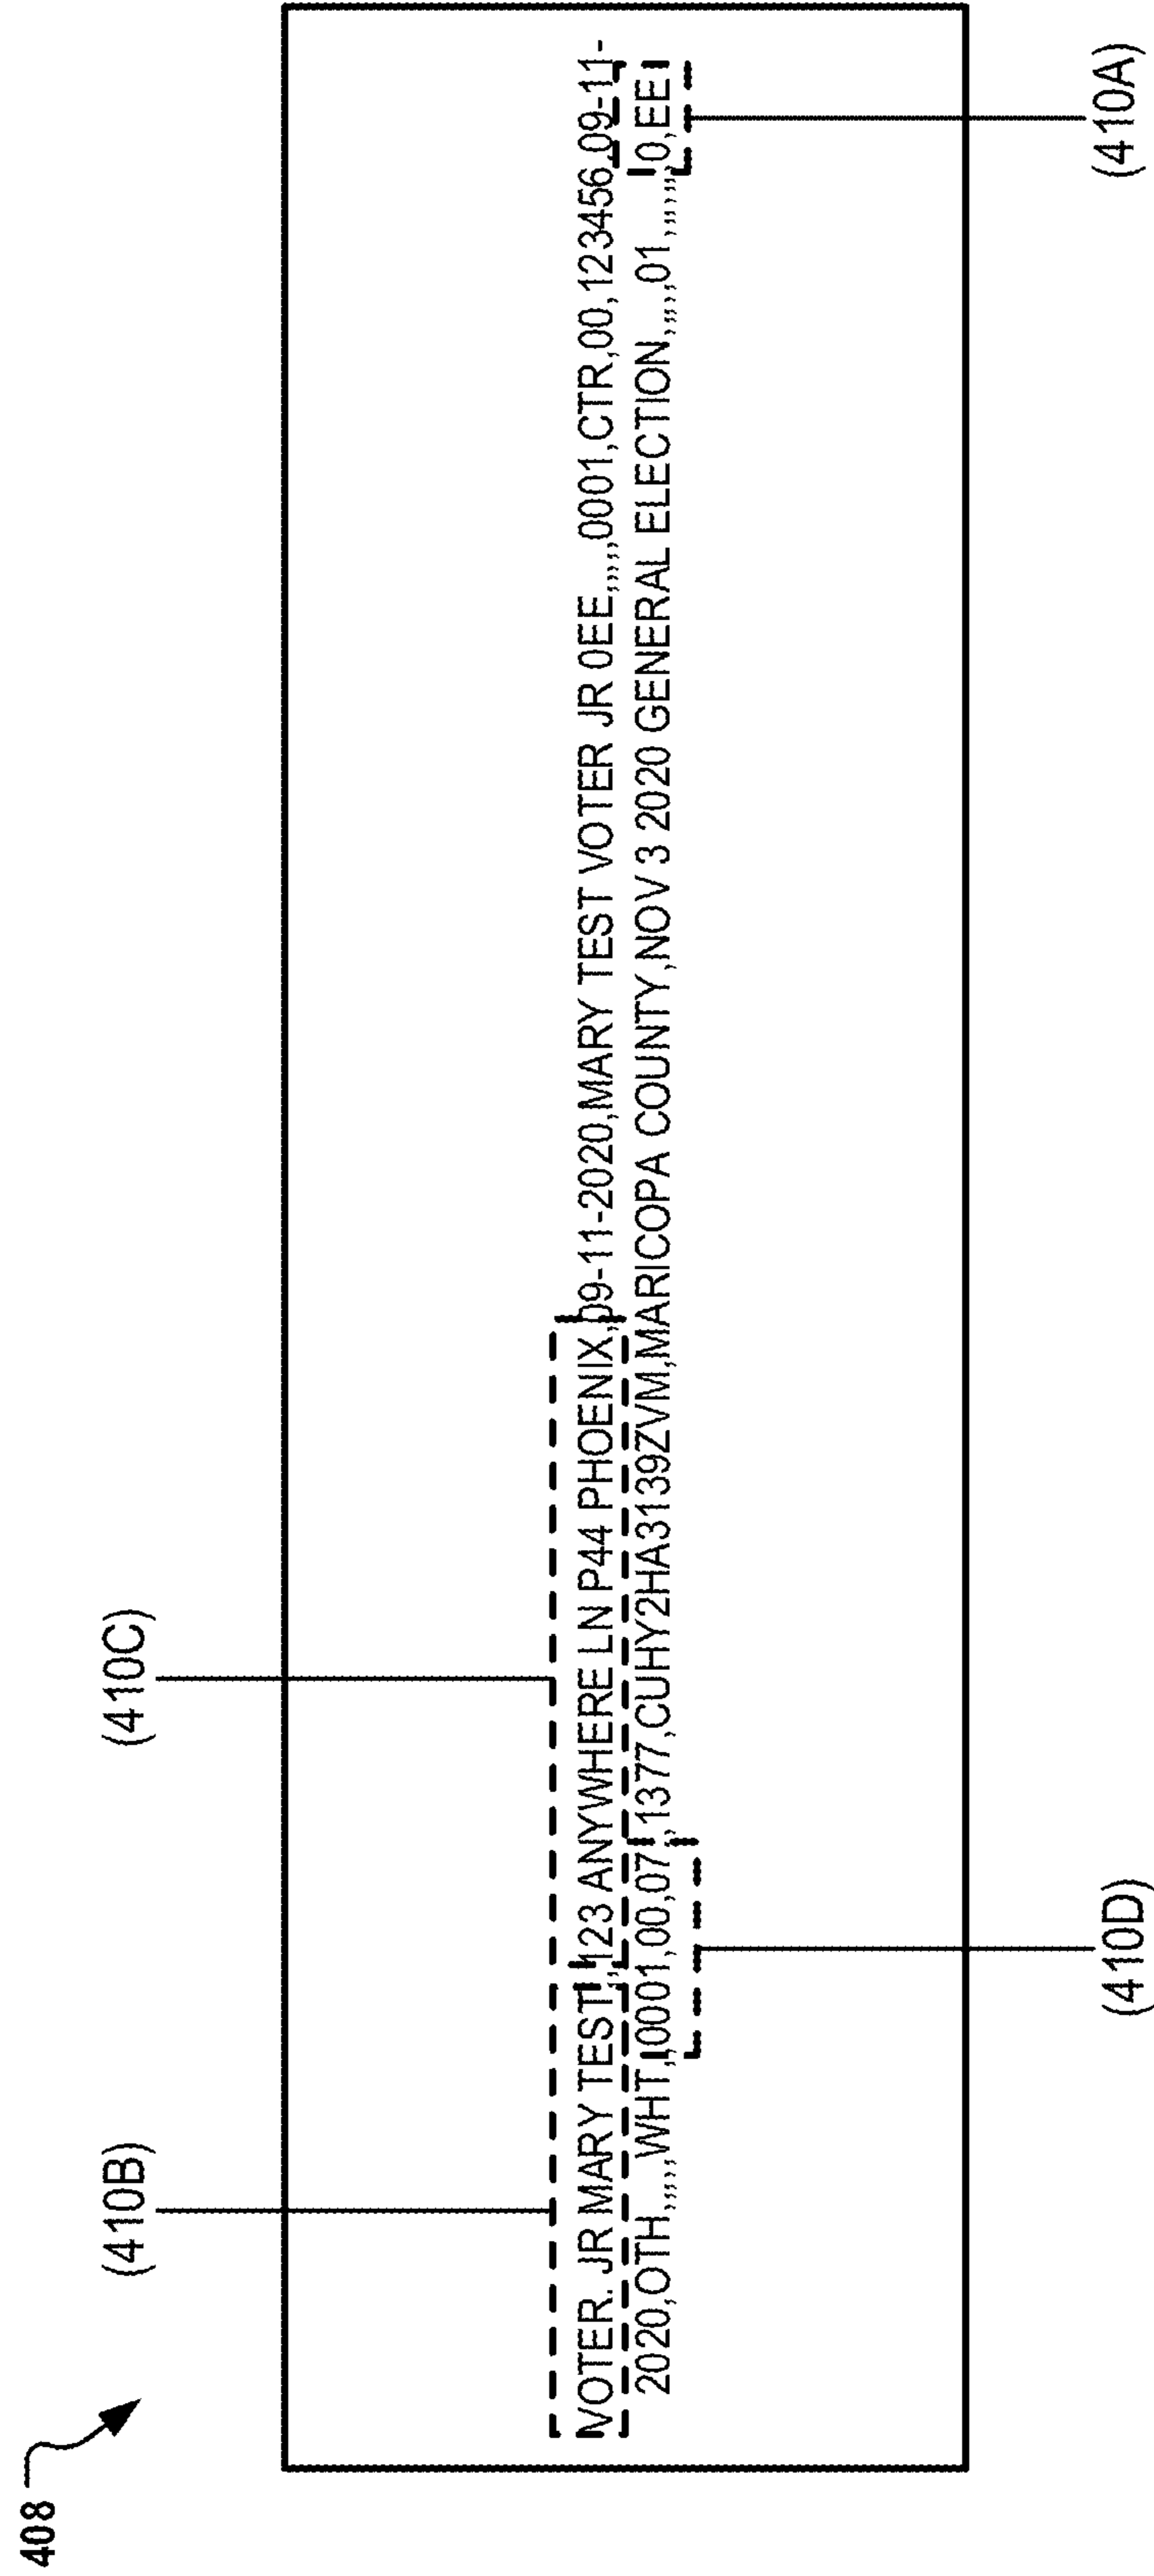 408
(410B)
(410C)
VOTER. JR MARY TEST,,123 ANYWHERE LN P44 PHOENIX,09-11-2020,MARY TEST VOTER JR 0EE,,,,,0001,CTR,00,123456,09-11-
2020,OTH,,,,,WHT,,0001,00,07,,1377,CUHY2HA3139ZVM,MARICOPA COUNTY,NOV 3 2020 GENERAL ELECTION,,,,,01,,,,,,0,EE
(410D)
(410A)